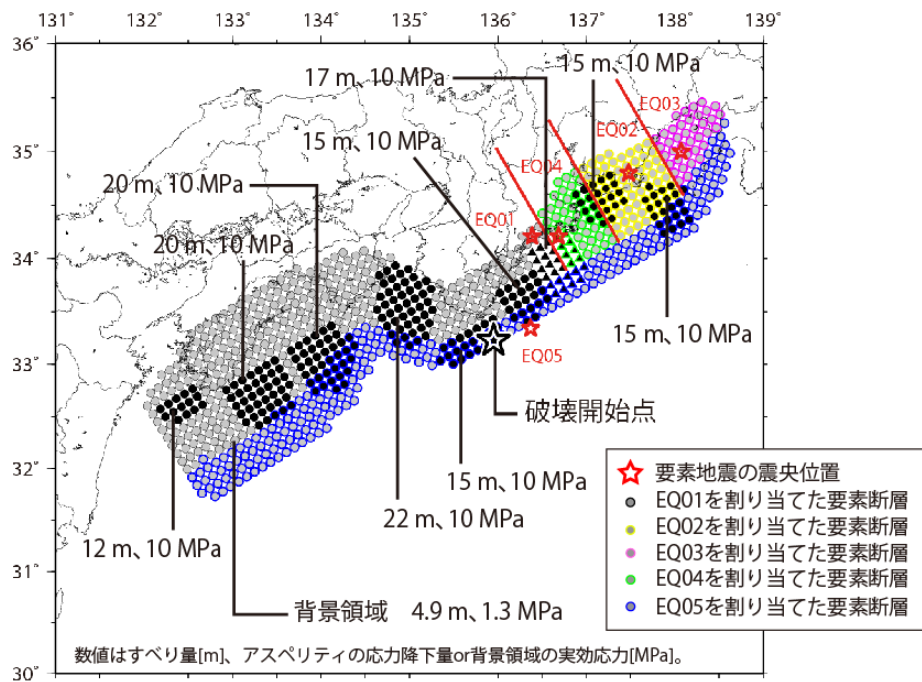 131° 132° 133° 134° 135° 136° 137° 138° 139°
36°
35°
34°
33°
32°
31°
30°
17 m、10 MPa
15 m、10 MPa
15 m、10 MPa
20 m、10 MPa
20 m、10 MPa
EQ03
EQ02
EQ04
EQ01
EQ05
15 m、10 MPa
破壊開始点
15 m、10 MPa
22 m、10 MPa
12 m、10 MPa
背景領域 4.9 m、1.3 MPa
要素地震の震央位置
EQ01を割り当てた要素断層
EQ02を割り当てた要素断層
EQ03を割り当てた要素断層
EQ04を割り当てた要素断層
EQ05を割り当てた要素断層
数値はすべり量[m]、アスペリティの応力降下量or背景領域の実効応力[MPa]。